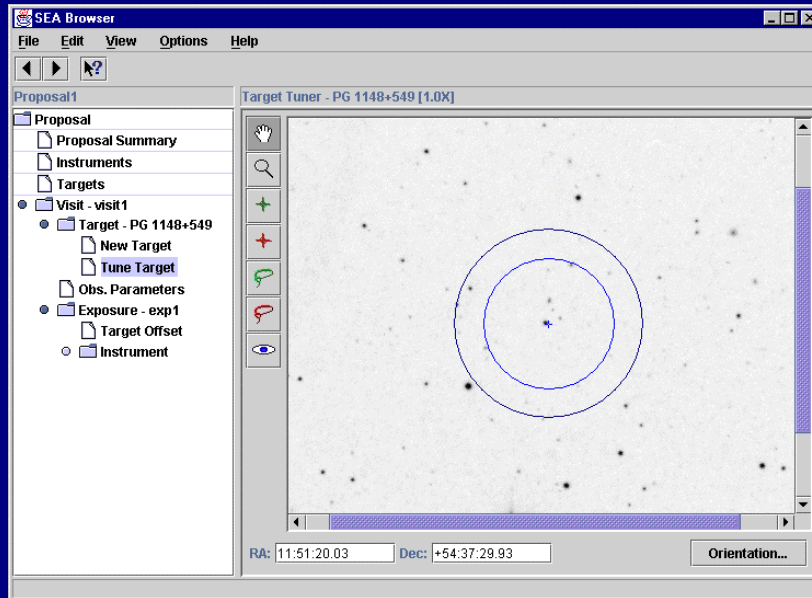 SEA Browser
File Edit View Options Help
Proposal1
Target Tuner - PG 1148+549 [1.0X]
Proposal
Proposal Summary
Instruments
Targets
Visit - visit1
Target - PG 1148+549
New Target
Tune Target
Obs. Parameters
Exposure - exp1
Target Offset
Instrument
RA: 11:51:20.03 Dec: +54:37:29.93 Orientation...